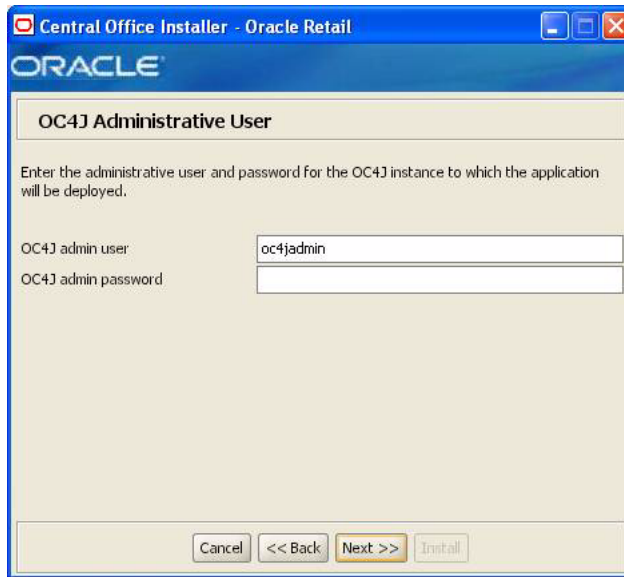 Central Office Installer - Oracle Retail
ORACLE
OC4J Administrative User
Enter the administrative user and password for the OC4J instance to which the application
will be deployed.
OC4J admin user oc4jadmin
OC4J admin password
Cancel << Back Next >> Install